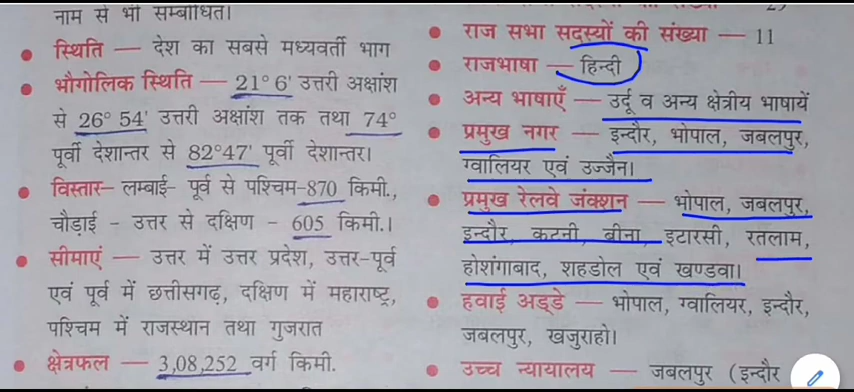 नाम से भी सम्बोधित।
स्थिति — देश का सबसे मध्यवर्ती भाग
भौगोलिक स्थिति — 21° 6' उत्तरी अक्षांश
से 26° 54' उत्तरी अक्षांश तक तथा 74°
पूर्वी देशान्तर से 82°47' पूर्वी देशान्तर।
विस्तार– लम्बाई- पूर्व से पश्चिम-870 किमी.,
चौड़ाई - उत्तर से दक्षिण - 605 किमी.।
सीमाएं — उत्तर में उत्तर प्रदेश, उत्तर-पूर्व
एवं पूर्व में छत्तीसगढ़, दक्षिण में महाराष्ट्र,
पश्चिम में राजस्थान तथा गुजरात
क्षेत्रफल — 3,08,252 वर्ग किमी.
राज सभा सदस्यों की संख्या — 11
राजभाषा — हिन्दी
अन्य भाषाएँ — उर्दू व अन्य क्षेत्रीय भाषायें
प्रमुख नगर — इन्दौर, भोपाल, जबलपुर,
ग्वालियर एवं उज्जैन।
प्रमुख रेलवे जंक्शन — भोपाल, जबलपुर,
इन्दौर, कटनी, बीना, इटारसी, रतलाम,
होशंगाबाद, शहडोल एवं खण्डवा।
हवाई अड्डे — भोपाल, ग्वालियर, इन्दौर,
जबलपुर, खजुराहो।
उच्च न्यायालय — जबलपुर (इन्दौर